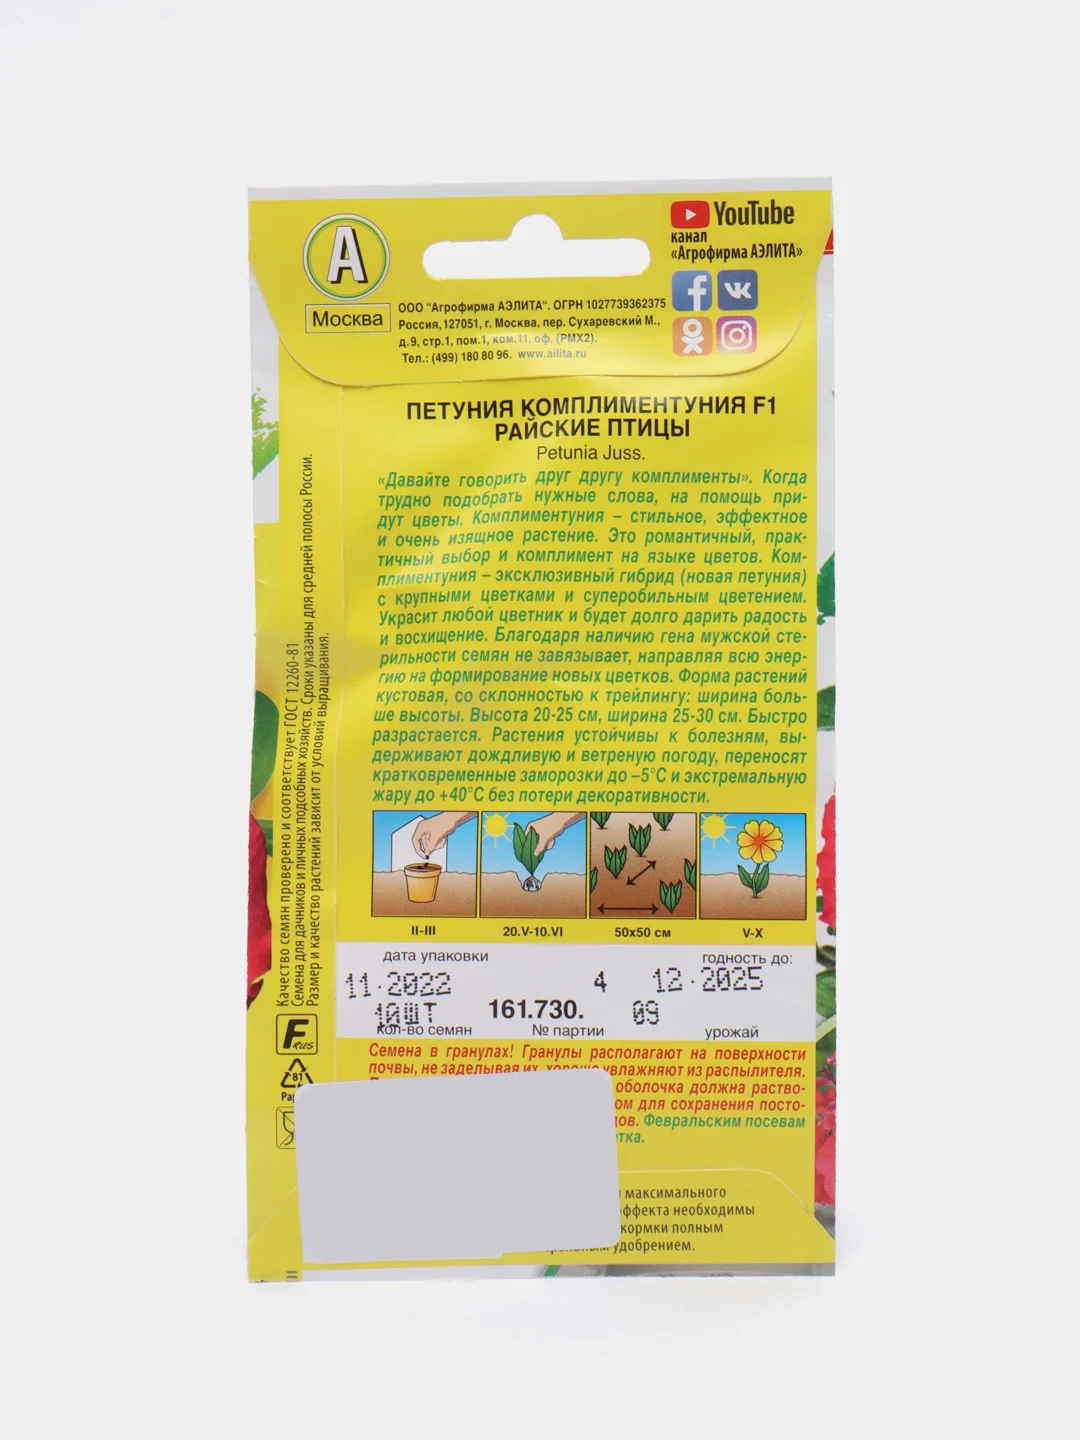 А
Москва
YouTube
канал
«Агрофирма АЭЛИТА»
ООО "Агрофирма АЭЛИТА". ОГРН 1027739362375
Россия,127051, г. Москва, пер. Сухаревский М.,
д.9, стр.1, пом.1, ком.11, оф. (РМХ2).
Тел.: (499) 180 80 96. www.ailita.ru
ПЕТУНИЯ КОМПЛИМЕНТУНИЯ F1
РАЙСКИЕ ПТИЦЫ
Petunia Juss.
«Давайте говорить друг другу комплименты». Когда
трудно подобрать нужные слова, на помощь при-
дут цветы. Комплиментуния – стильное, эффектное
и очень изящное растение. Это романтичный, прак-
тичный выбор и комплимент на языке цветов. Ком-
плиментуния – эксклюзивный гибрид (новая петуния)
с крупными цветками и суперобильным цветением.
Украсит любой цветник и будет долго дарить радость
и восхищение. Благодаря наличию гена мужской сте-
рильности семян не завязывает, направляя всю энер-
гию на формирование новых цветков. Форма растений
кустовая, со склонностью к трейлингу: ширина боль-
ше высоты. Высота 20-25 см, ширина 25-30 см. Быстро
разрастается. Растения устойчивы к болезням, вы-
держивают дождливую и ветреную погоду, переносят
кратковременные заморозки до –5°С и экстремальную
жару до +40°С без потери декоративности.
II-III
20.V-10.VI
50х50 см
V-X
дата упаковки
годность до:
11.2022
4
12.2025
10ШТ
161.730.
09
кол-во семян
№ партии
урожай
Семена в гранулах! Гранулы располагают на поверхности
почвы, не заделывая их, хорошо увлажняют из распылителя.
оболочка должна раство-
ом для сохранения посто-
дов. Февральским посевам
етка.
максимального
эффекта необходимы
кормки полным
удобрением.
Качество семян проверено и соответствует ГОСТ 12260-81
Семена для дачников и личных подсобных хозяйств. Сроки указаны для средней полосы России.
Размер и качество растений зависит от условий выращивания.
F RUS
81
Pap